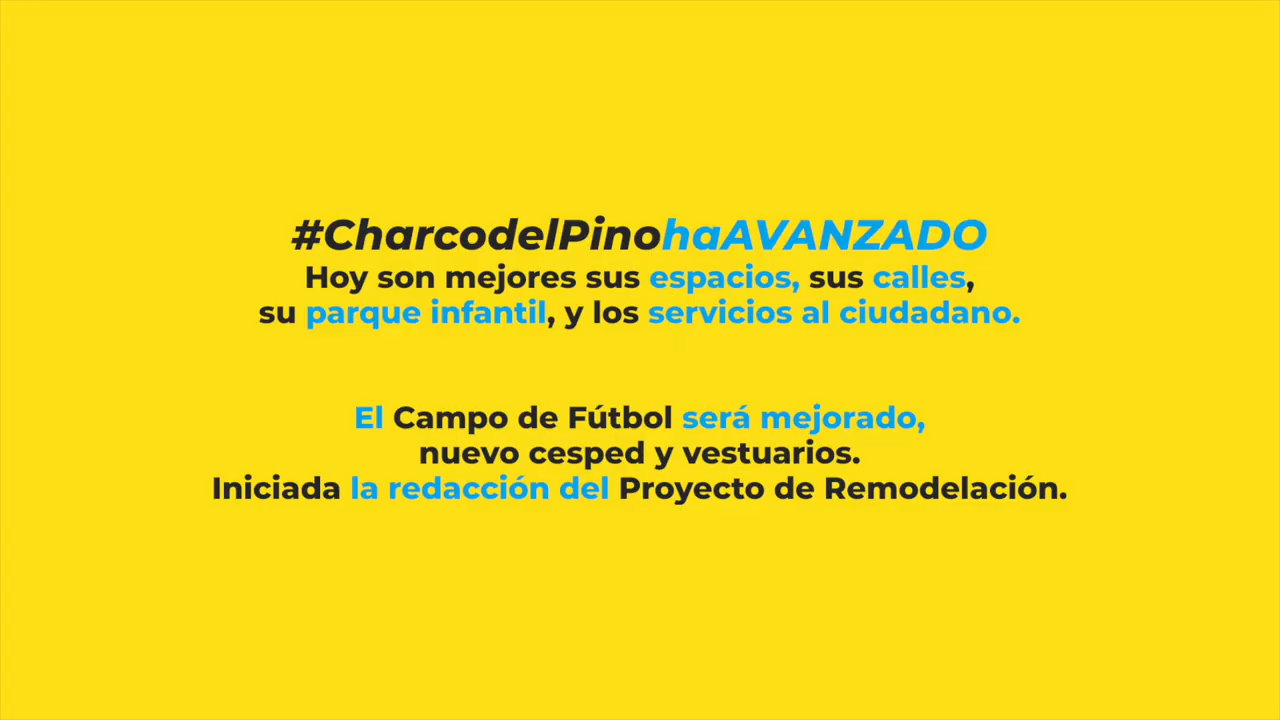 #CharcodelPinohaAVANZADO
Hoy son mejores sus espacios, sus calles,
su parque infantil, y los servicios al ciudadano.
El Campo de Fútbol será mejorado,
nuevo cesped y vestuarios.
Iniciada la redacción del Proyecto de Remodelación.